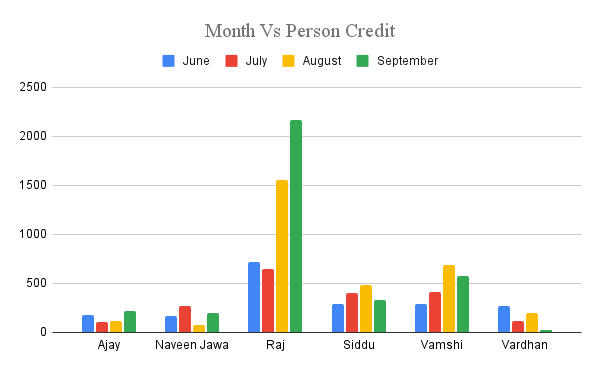 Month Vs Person Credit
June July August September
2500
2000
1500
1000
500
0
Ajay Naveen Jawa Raj Siddu Vamshi Vardhan